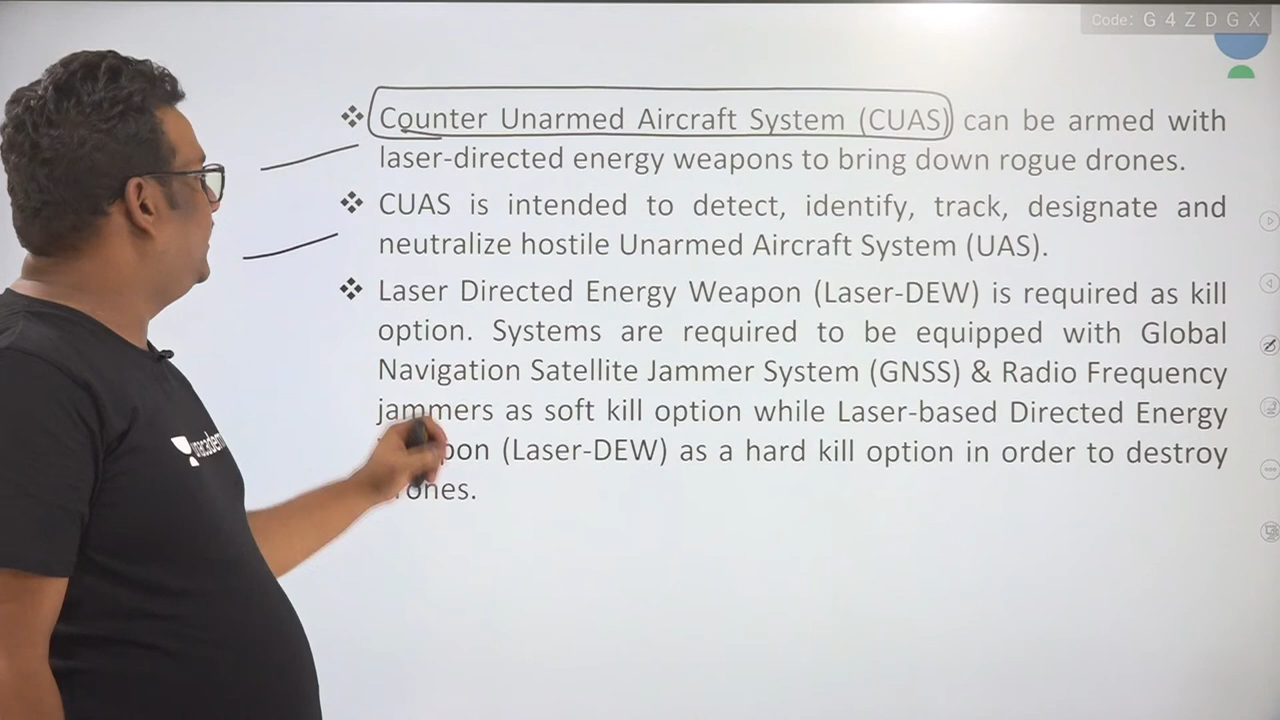 Code: G 4 Z D G X
❖ Counter Unarmed Aircraft System (CUAS) can be armed with
laser-directed energy weapons to bring down rogue drones.
❖ CUAS is intended to detect, identify, track, designate and
neutralize hostile Unarmed Aircraft System (UAS).
❖ Laser Directed Energy Weapon (Laser-DEW) is required as kill
option. Systems are required to be equipped with Global
Navigation Satellite Jammer System (GNSS) & Radio Frequency
jammers as soft kill option while Laser-based Directed Energy
(Laser-DEW) as a hard kill option in order to destroy
unacademy